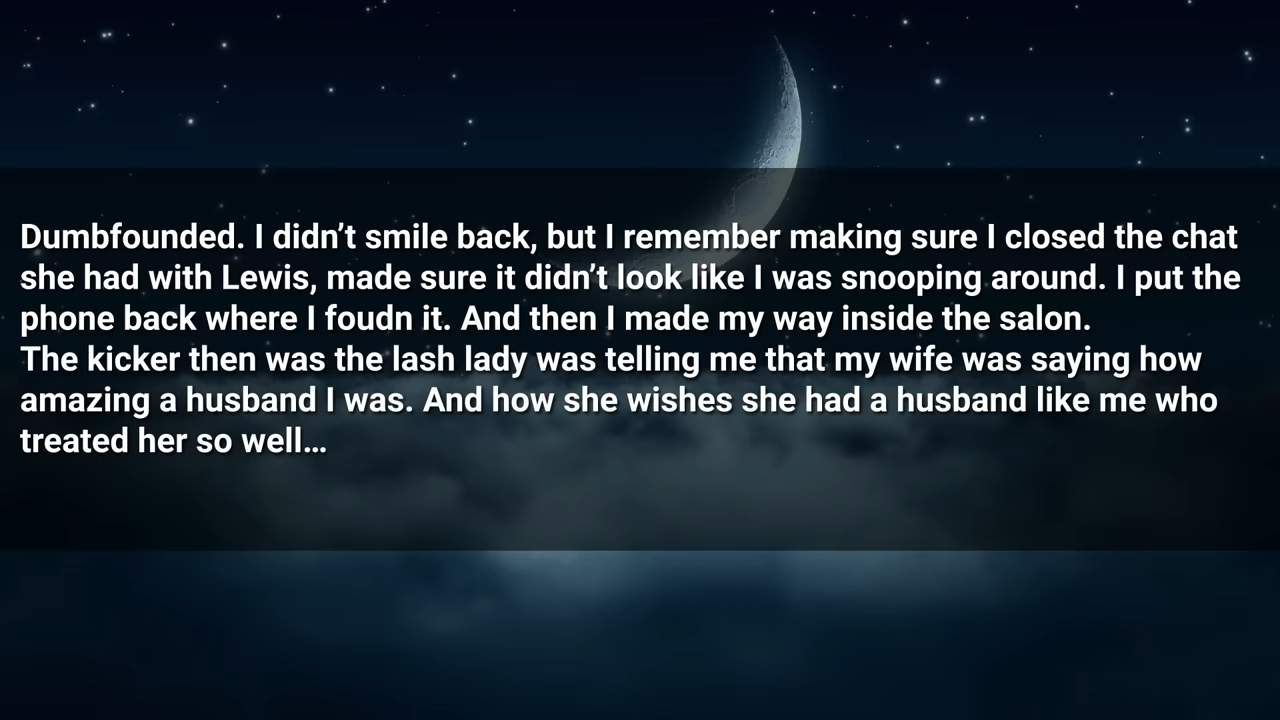 Dumbfounded. I didn’t smile back, but I remember making sure I closed the chat
she had with Lewis, made sure it didn’t look like I was snooping around. I put the
phone back where I foudn it. And then I made my way inside the salon.
The kicker then was the lash lady was telling me that my wife was saying how
amazing a husband I was. And how she wishes she had a husband like me who
treated her so well…